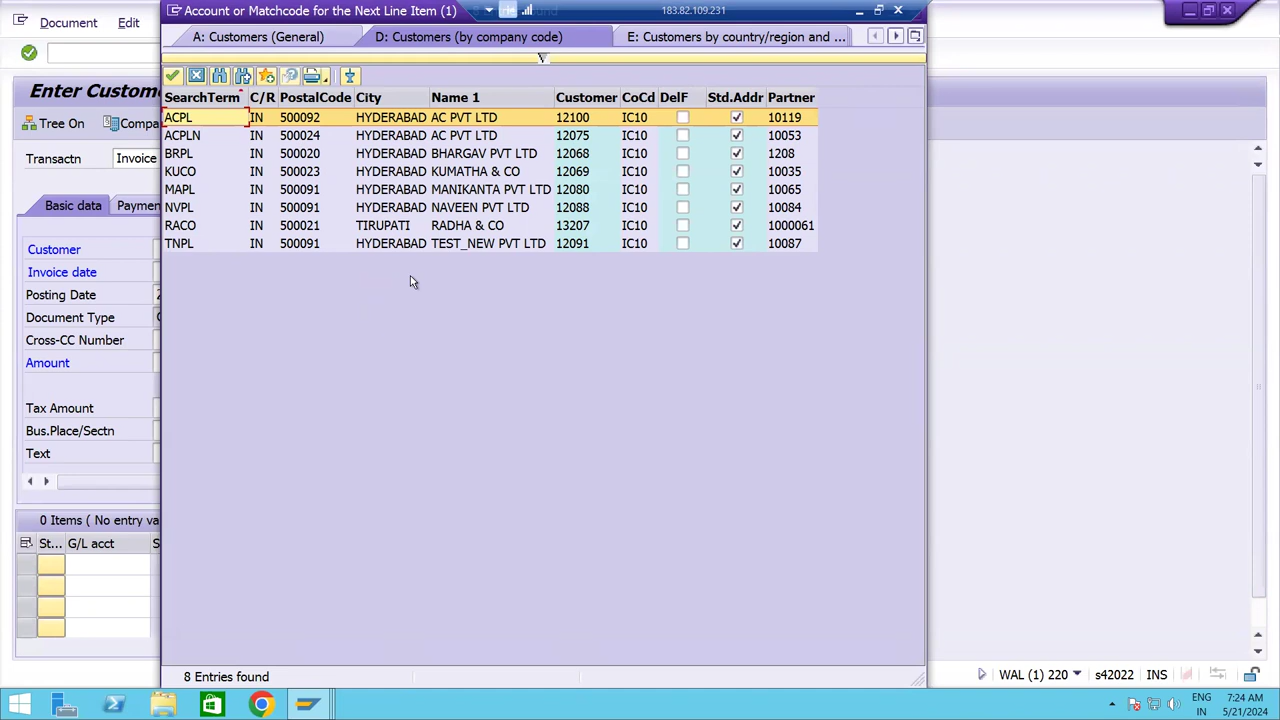 Account or Matchcode for the Next Line Item (1)
183.82.109.231
Document
Edit
A: Customers (General)
D: Customers (by company code)
E: Customers by country/region and ...
Enter Custome
Tree On
Compa
Transactn
Invoice
Basic data
Paymen
Customer
Invoice date
Posting Date
Document Type
Cross-CC Number
Amount
Tax Amount
Bus.Place/Sectn
Text
0 Items ( No entry va
St...
G/L acct
S
SearchTerm C/R PostalCode City Name 1 Customer CoCd DelF Std.Addr Partner
ACPL IN 500092 HYDERABAD AC PVT LTD 12100 IC10 10119
ACPLN IN 500024 HYDERABAD AC PVT LTD 12075 IC10 10053
BRPL IN 500020 HYDERABAD BHARGAV PVT LTD 12068 IC10 1208
KUCO IN 500023 HYDERABAD KUMATHA & CO 12069 IC10 10035
MAPL IN 500091 HYDERABAD MANIKANTA PVT LTD 12080 IC10 10065
NVPL IN 500091 HYDERABAD NAVEEN PVT LTD 12088 IC10 10084
RACO IN 500021 TIRUPATI RADHA & CO 13207 IC10 1000061
TNPL IN 500091 HYDERABAD TEST_NEW PVT LTD 12091 IC10 10087
8 Entries found
WAL (1) 220
s42022
INS
ENG
IN
7:24 AM
5/21/2024